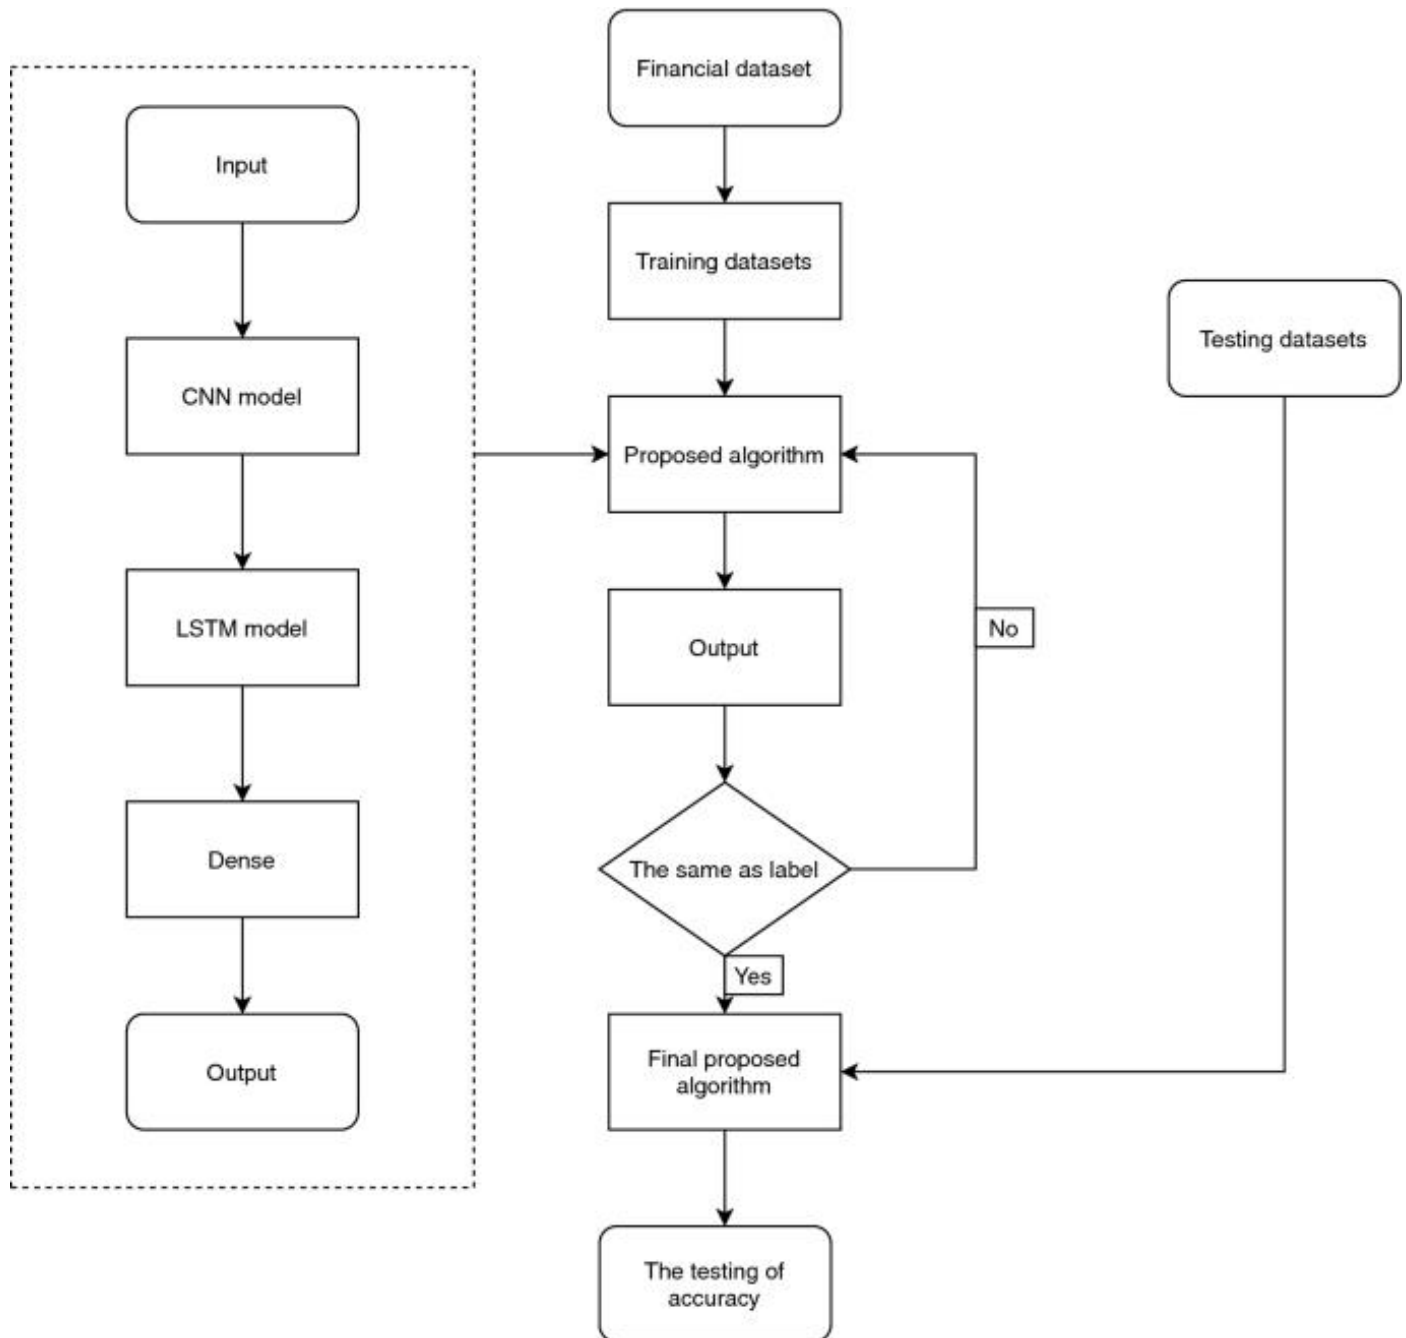 Input
CNN model
LSTM model
Dense
Output
Financial dataset
Training datasets
Proposed algorithm
Output
The same as label
No
Yes
Final proposed
algorithm
The testing of
accuracy
Testing datasets